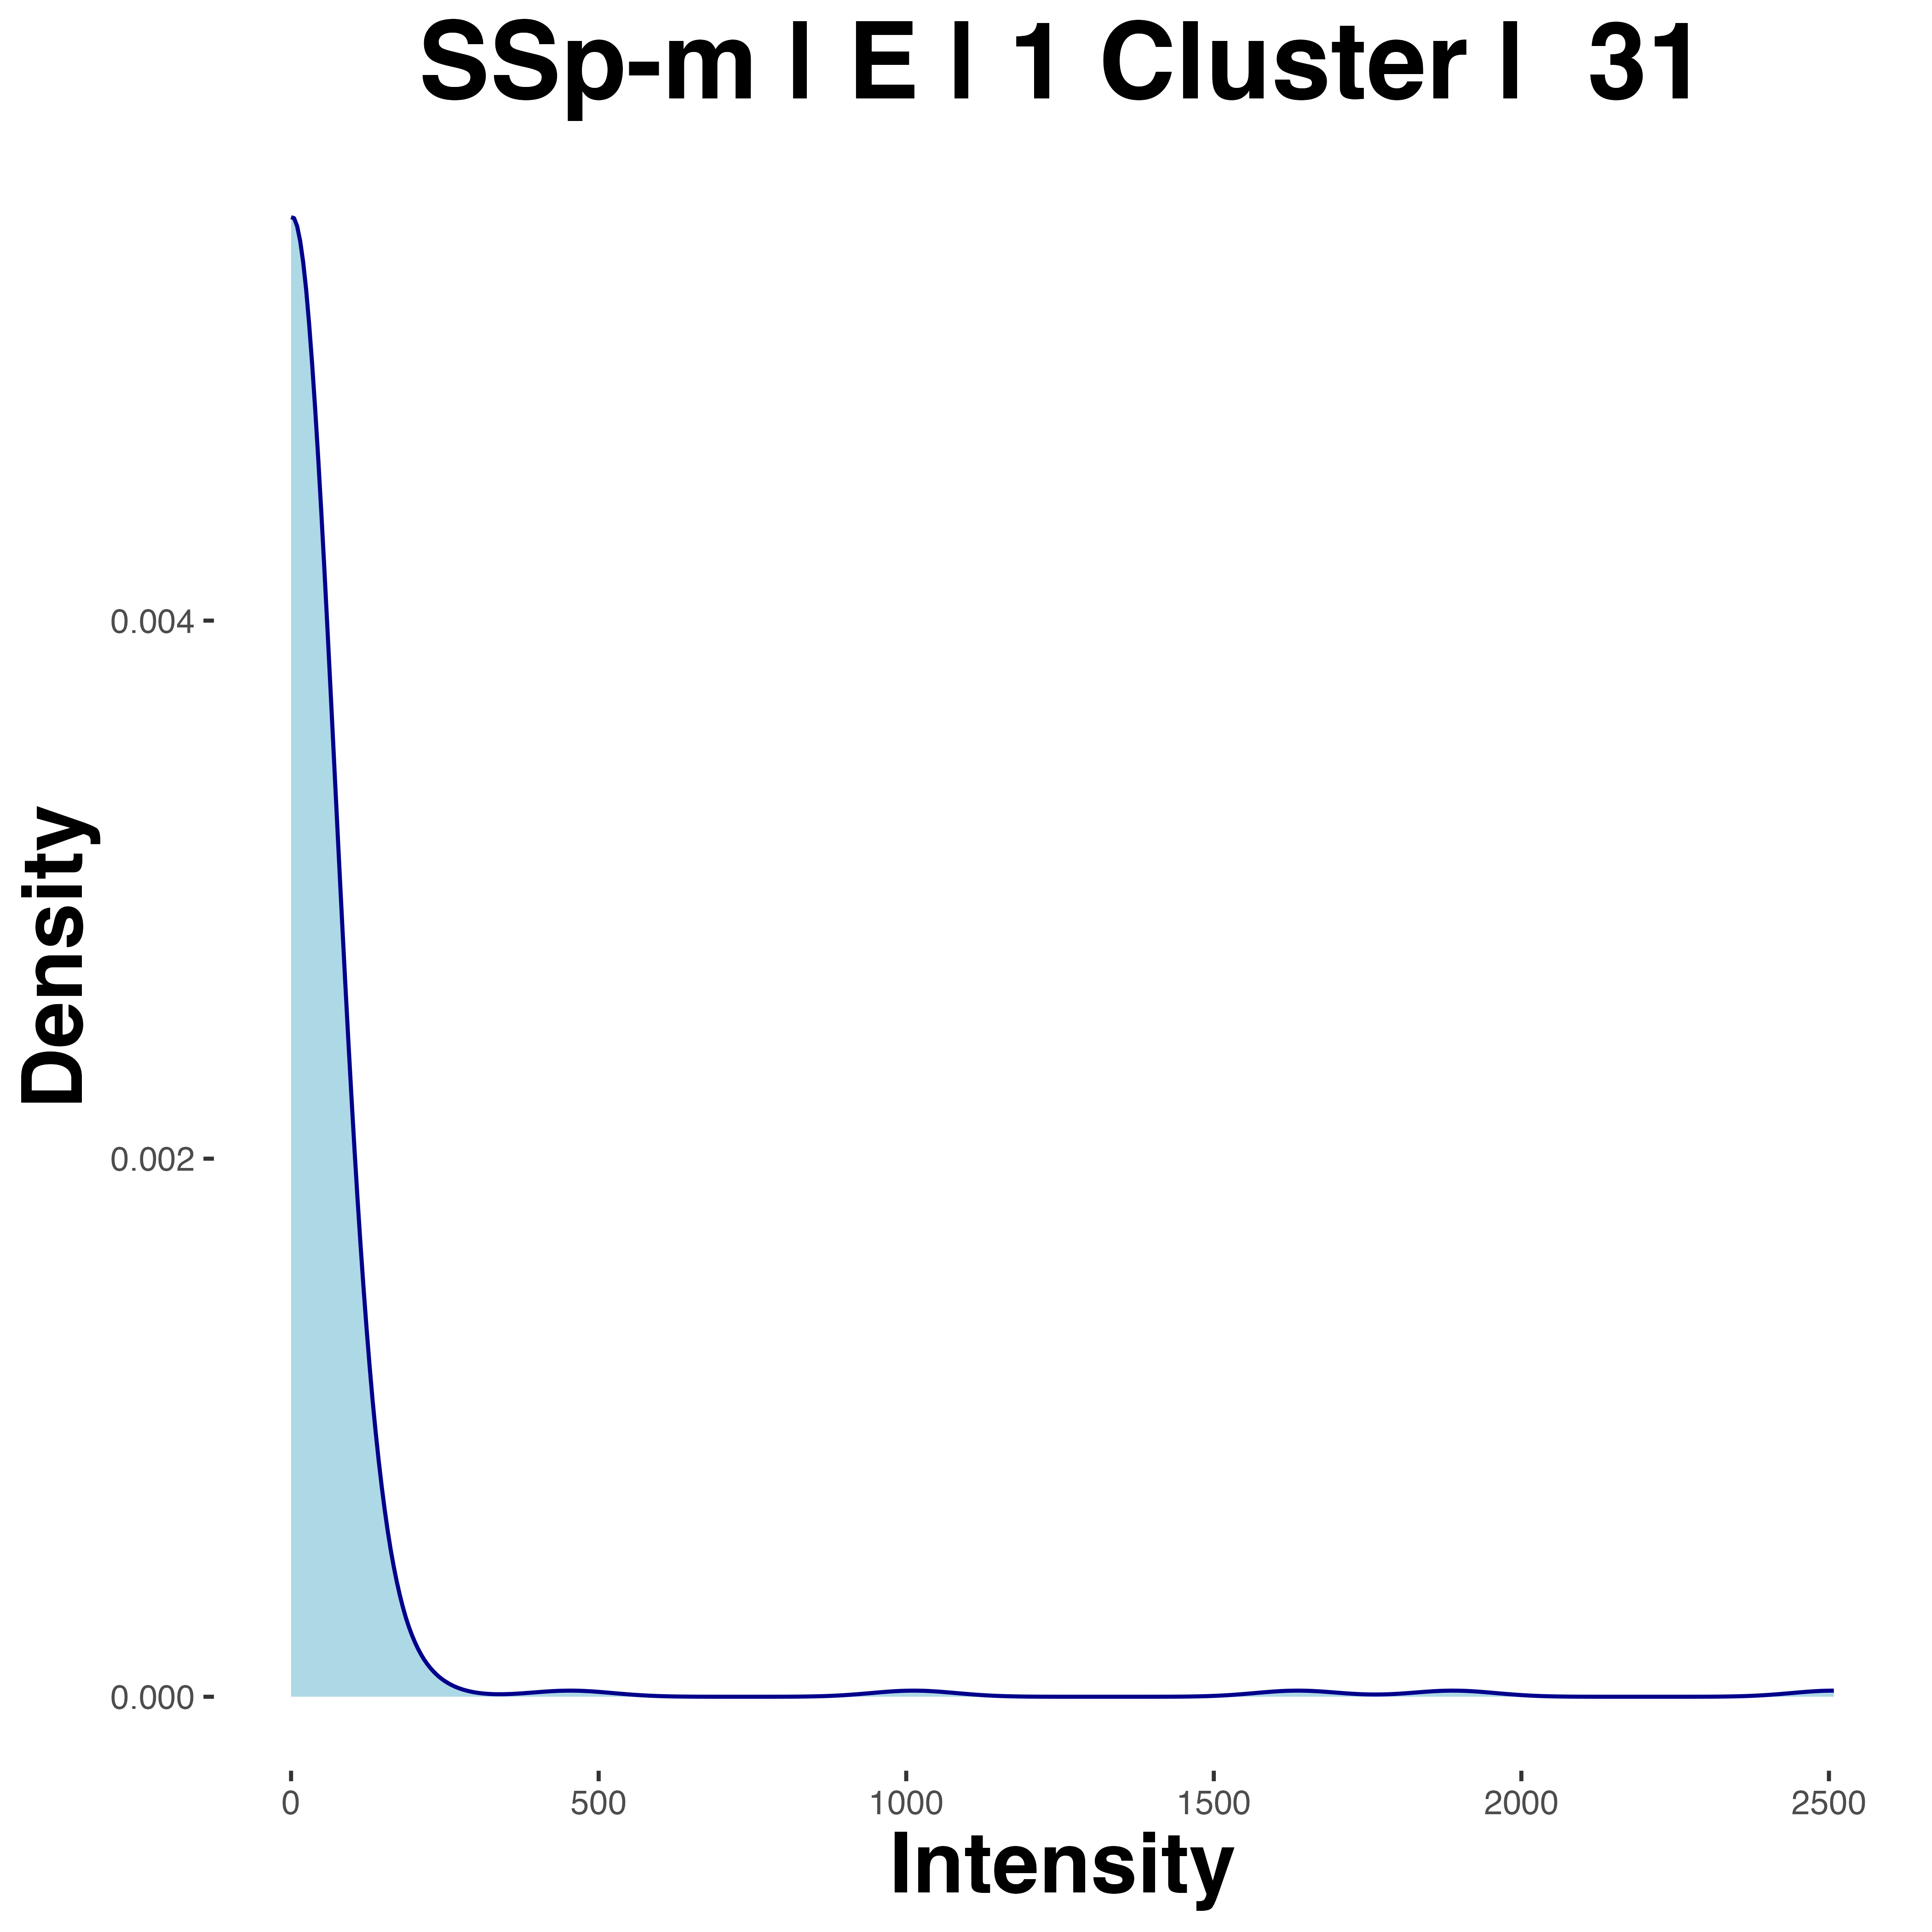 SSp-m | E | 1 Cluster |  31
Density
0.004
0.002
0.000
0 500 1000 1500 2000 2500
Intensity